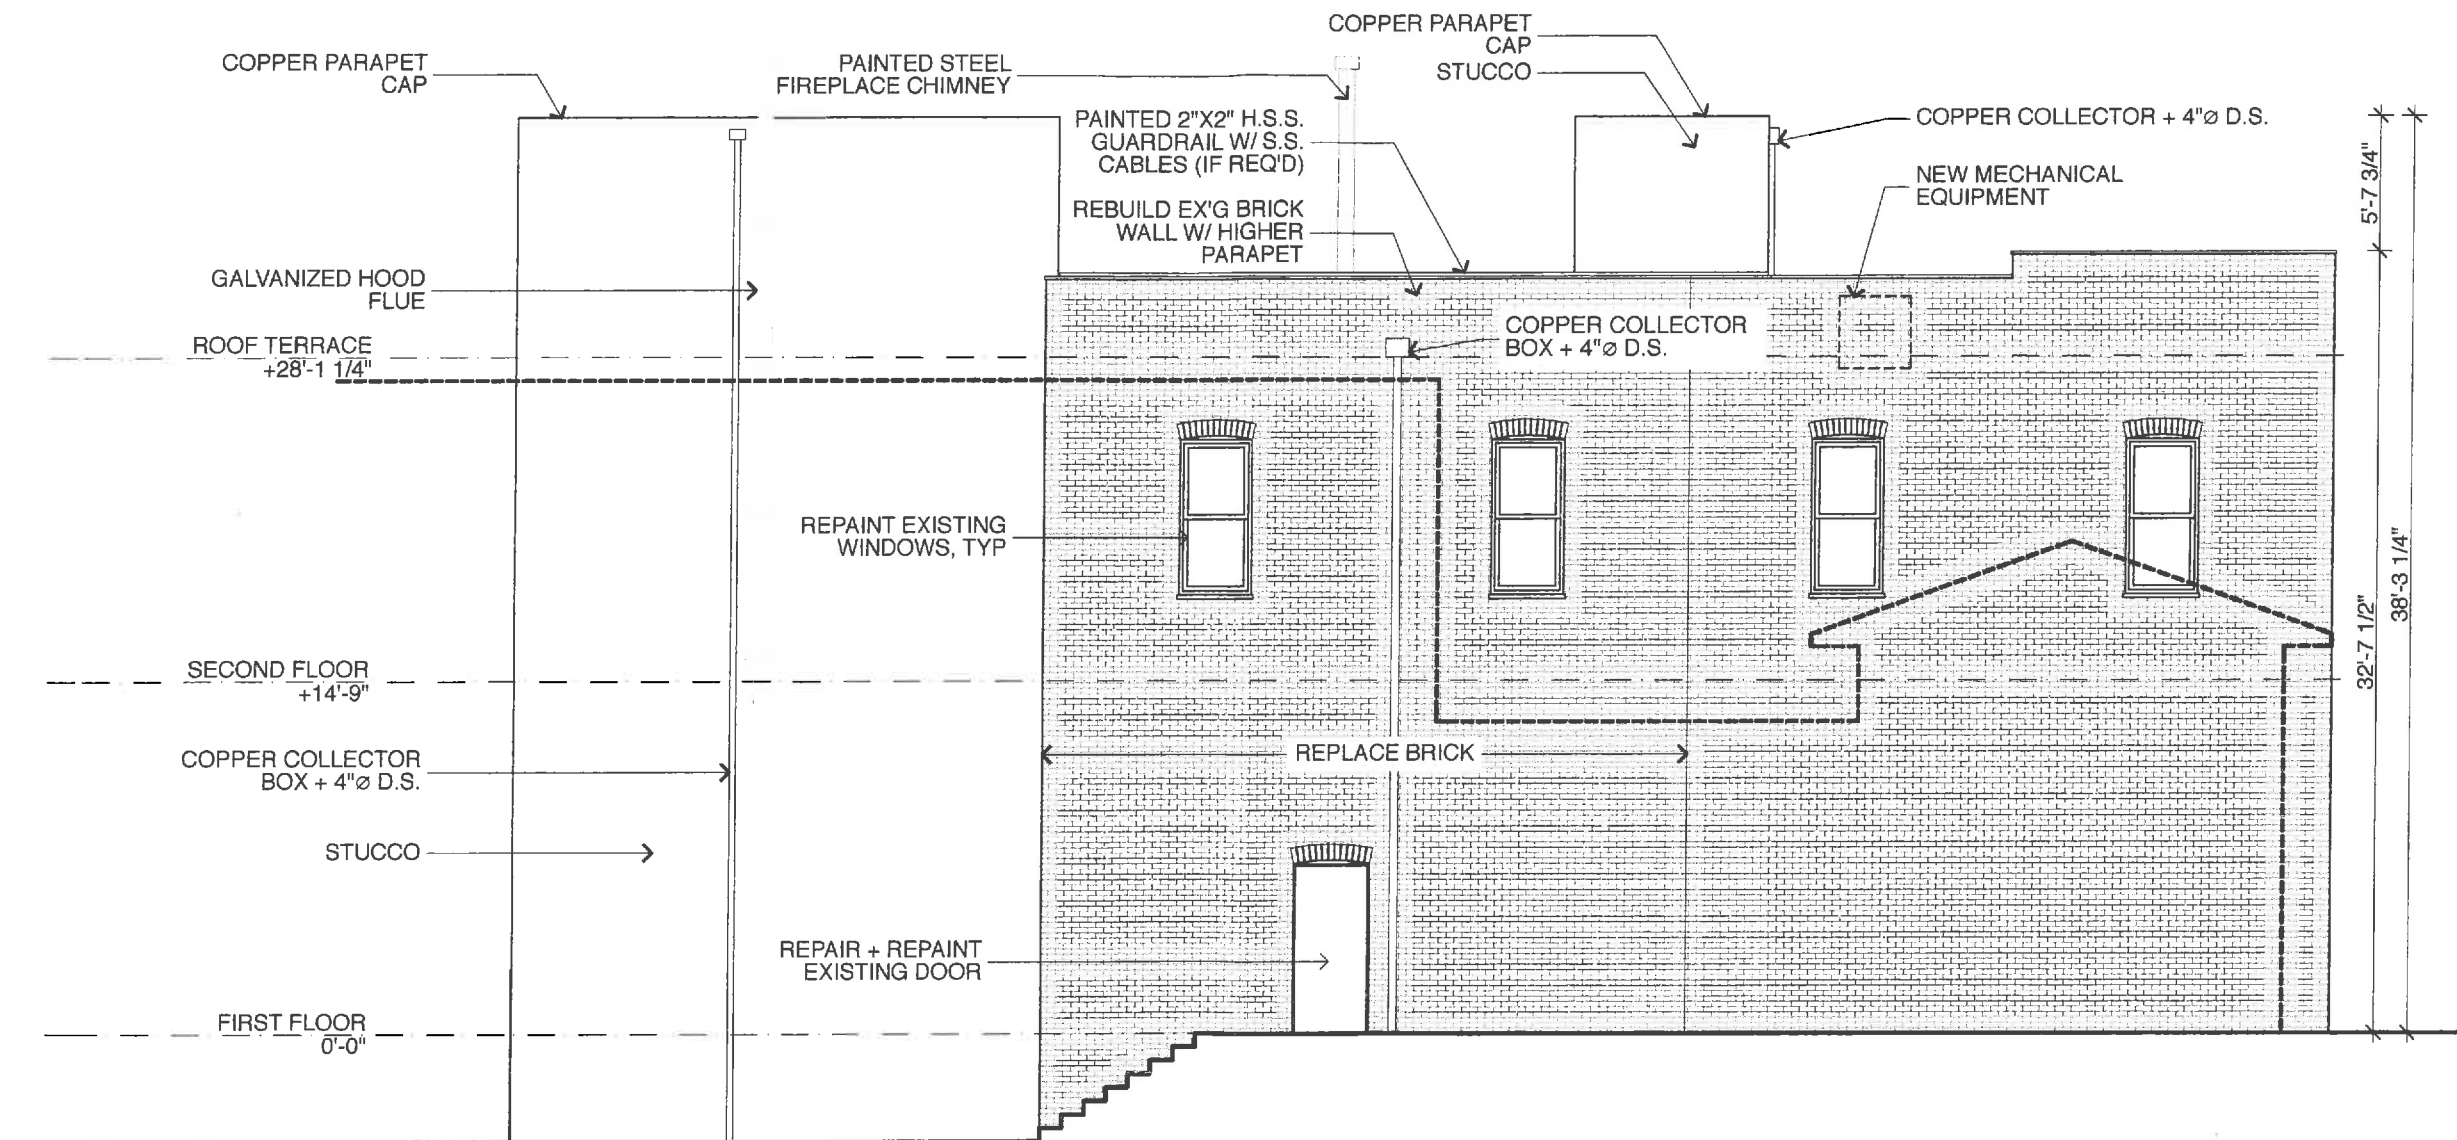 COPPER PARAPET
CAP
PAINTED STEEL
FIREPLACE CHIMNEY
COPPER PARAPET
CAP
STUCCO
PAINTED 2"X2" H.S.S.
GUARDRAIL W/ S.S.
CABLES (IF REQ'D)
COPPER COLLECTOR + 4"⌀ D.S.
NEW MECHANICAL
EQUIPMENT
5'-7 3/4"
REBUILD EX'G BRICK
WALL W/ HIGHER
PARAPET
GALVANIZED HOOD
FLUE
COPPER COLLECTOR
BOX + 4"⌀ D.S.
ROOF TERRACE
+28'-1 1/4"
REPAINT EXISTING
WINDOWS, TYP
32'-7 1/2"
38'-3 1/4"
SECOND FLOOR
+14'-9"
COPPER COLLECTOR
BOX + 4"⌀ D.S.
REPLACE BRICK
STUCCO
REPAIR + REPAINT
EXISTING DOOR
FIRST FLOOR
0'-0"